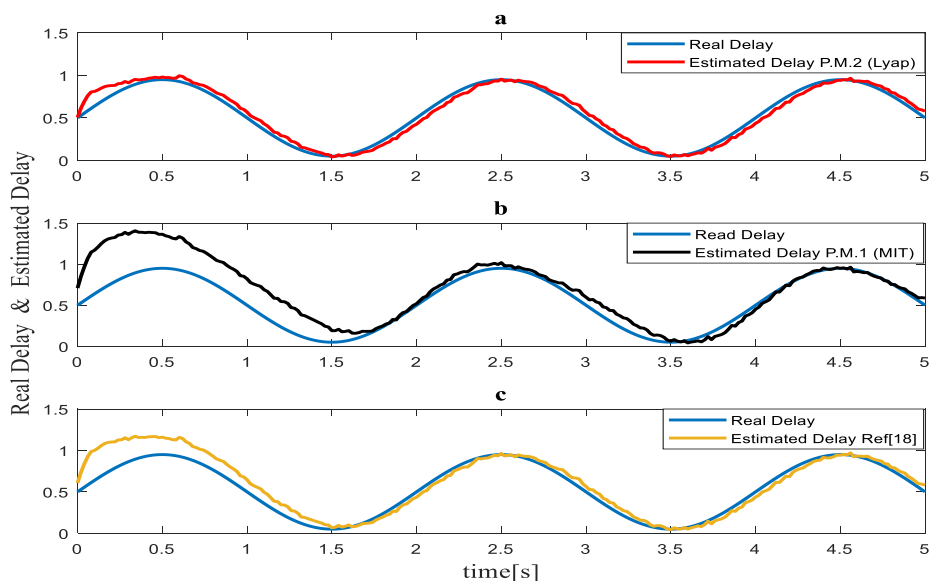 a
1.5
1
0.5
0
Real Delay
Estimated Delay P.M.2 (Lyap)
0 0.5 1 1.5 2 2.5 3 3.5 4 4.5 5
b
1.5
1
0.5
0
Read Delay
Estimated Delay P.M.1 (MIT)
0 0.5 1 1.5 2 2.5 3 3.5 4 4.5 5
c
1.5
1
0.5
0
Real Delay
Estimated Delay Ref[18]
0 0.5 1 1.5 2 2.5 3 3.5 4 4.5 5
time[s]
Real Delay & Estimated Delay